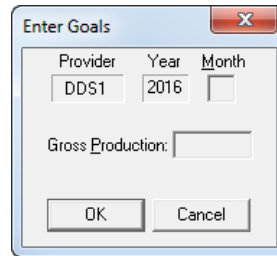 Enter Goals
Provider Year Month
DDS1 2016
Gross Production:
OK Cancel